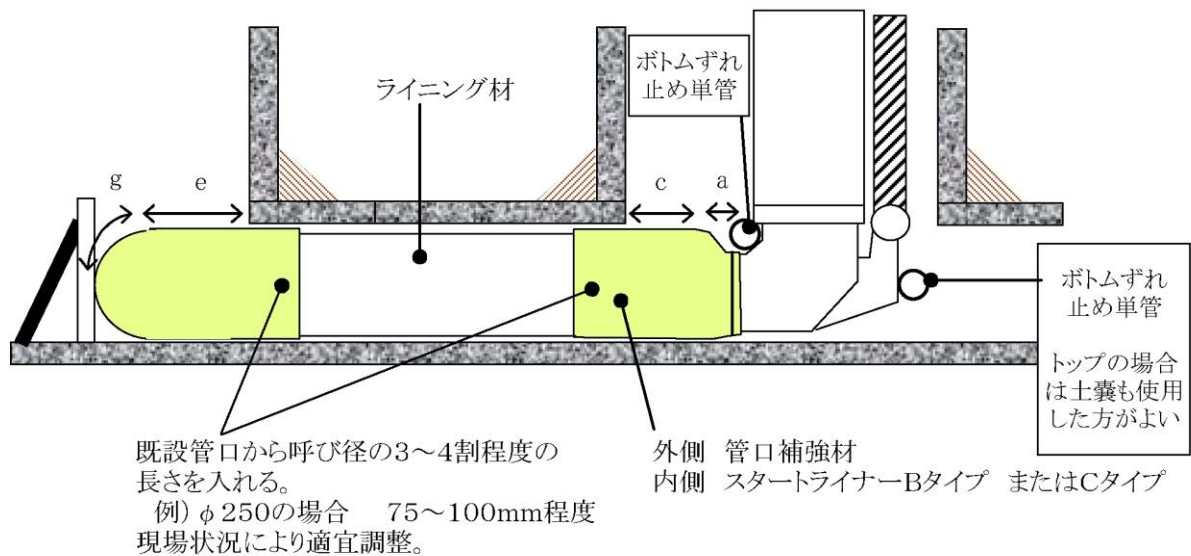 ボトムずれ
止め単管
ライニング材
g
e
c
a
ボトムずれ
止め単管
トップの場合
は土嚢も使用
した方がよい
既設管口から呼び径の3～4割程度の
長さを入れる。
例）φ250の場合　75～100mm程度
現場状況により適宜調整。
外側　管口補強材
内側　スタートライナーBタイプ　またはCタイプ